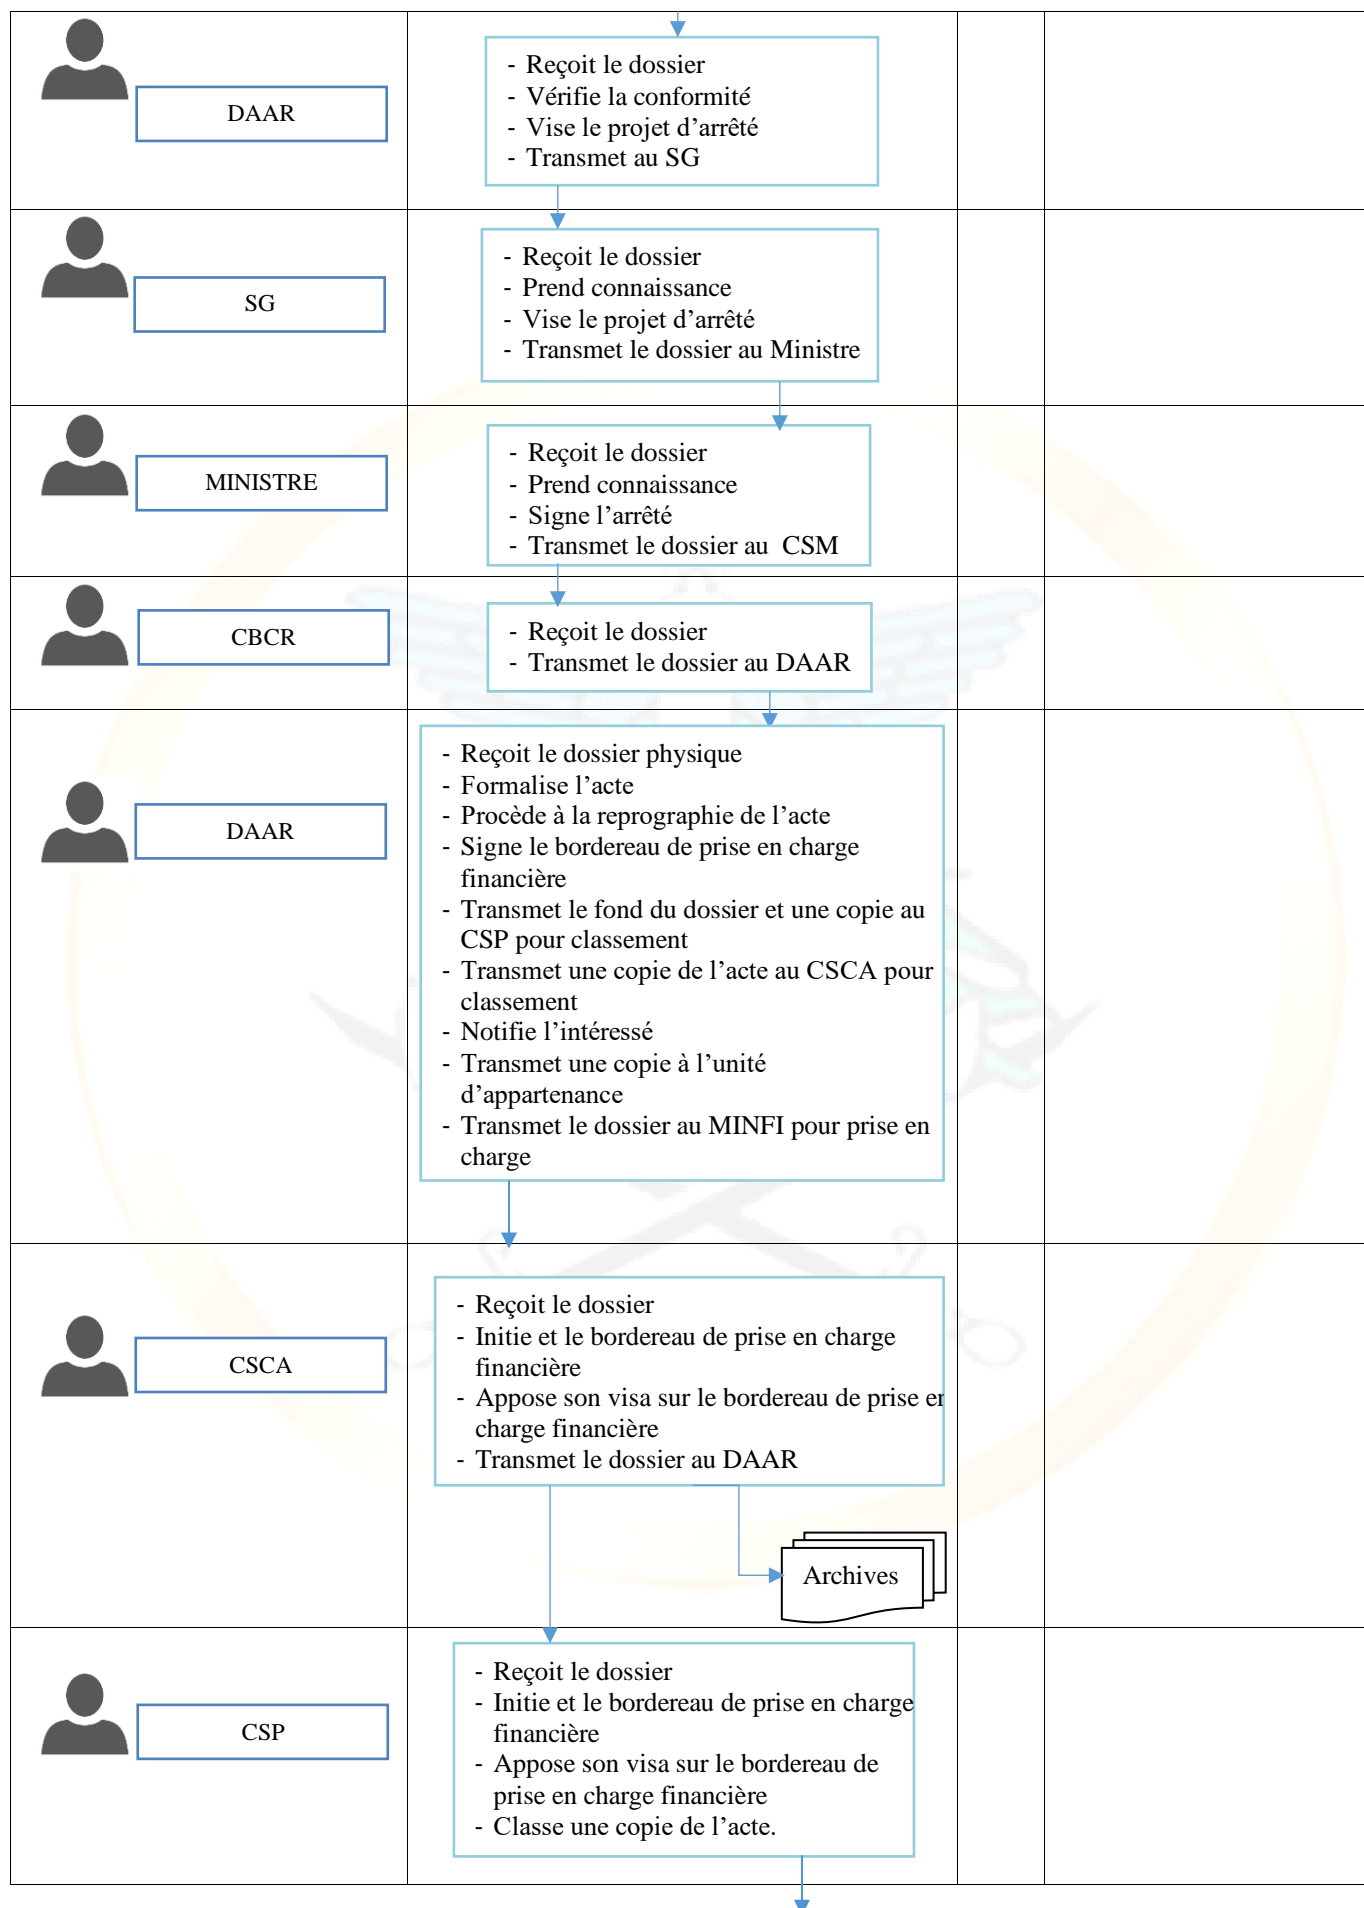 DAAR
- Reçoit le dossier
- Vérifie la conformité
- Vise le projet d’arrêté
- Transmet au SG
SG
- Reçoit le dossier
- Prend connaissance
- Vise le projet d’arrêté
- Transmet le dossier au Ministre
MINISTRE
- Reçoit le dossier
- Prend connaissance
- Signe l’arrêté
- Transmet le dossier au CSM
CBCR
- Reçoit le dossier
- Transmet le dossier au DAAR
DAAR
- Reçoit le dossier physique
- Formalise l’acte
- Procède à la reprographie de l’acte
- Signe le bordereau de prise en charge
financière
- Transmet le fond du dossier et une copie au
CSP pour classement
- Transmet une copie de l’acte au CSCA pour
classement
- Notifie l’intéressé
- Transmet une copie à l’unité
d’appartenance
- Transmet le dossier au MINFI pour prise en
charge
CSCA
- Reçoit le dossier
- Initie et le bordereau de prise en charge
financière
- Appose son visa sur le bordereau de prise en
charge financière
- Transmet le dossier au DAAR
Archives
CSP
- Reçoit le dossier
- Initie et le bordereau de prise en charge
financière
- Appose son visa sur le bordereau de
prise en charge financière
- Classe une copie de l’acte.